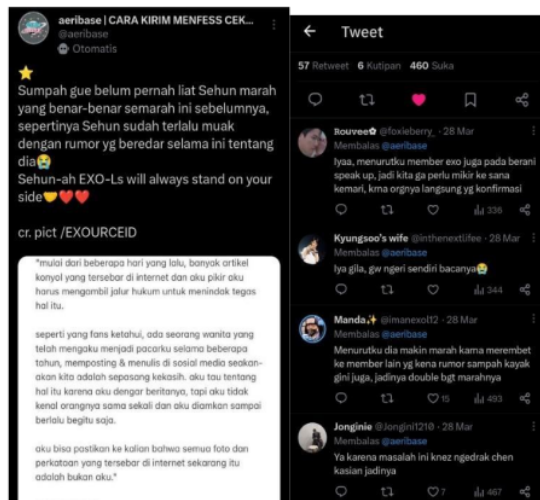 aeribase | CARA KIRIM MENFESS CEK...
@aeribase
Otomatis
Sumpah gue belum pernah liat Sehun marah
yang benar-benar semarah ini sebelumnya,
sepertinya Sehun sudah terlalu muak
dengan rumor yg beredar selama ini tentang
dia😭
Sehun-ah EXO-Ls will always stand on your
side🤝❤️❤️
cr. pict /EXOURCEID
"mulai dari beberapa hari yang lalu, banyak artikel
konyol yang tersebar di internet dan aku pikir aku
harus mengambil jalur hukum untuk menindak tegas
hal itu.
seperti yang fans ketahui, ada seorang wanita yang
telah mengaku menjadi pacarku selama beberapa
tahun, memposting & menulis di sosial media seakan-
akan kita adalah sepasang kekasih. aku tau tentang
hal itu karena aku dengar beritanya, tapi aku tidak
kenal orangnya sama sekali dan aku diamkan sampai
berlalu begitu saja.
aku bisa pastikan ke kalian bahwa semua foto dan
perkataan yang tersebar di internet sekarang itu
adalah bukan aku."
Tweet
57 Retweet 6 Kutipan 460 Suka
Rouvee✿ @foxieberry_ · 28 Mar
Membalas @aeribase
Iyaa, menurutku member exo juga pada berani
speak up, jadi kita ga perlu mikir ke sana
kemari, krna orgnya langsung yg konfirmasi
336
Kyungsoo's wife @inthenextlifee · 28 Mar
Membalas @aeribase
Iya gila, gw ngeri sendiri bacanya😭
344
Manda✨ @imanexol12 · 28 Mar
Membalas @aeribase
Menurutku dia makin marah karna merembet
ke member lain yg kena rumor sampah kayak
gini juga, jadinya double bgt marahnya
15 493
Jonginie @Jongini1210 · 28 Mar
Membalas @aeribase
Ya karena masalah ini knez ngedrak chen
kasian jadinya
7 467